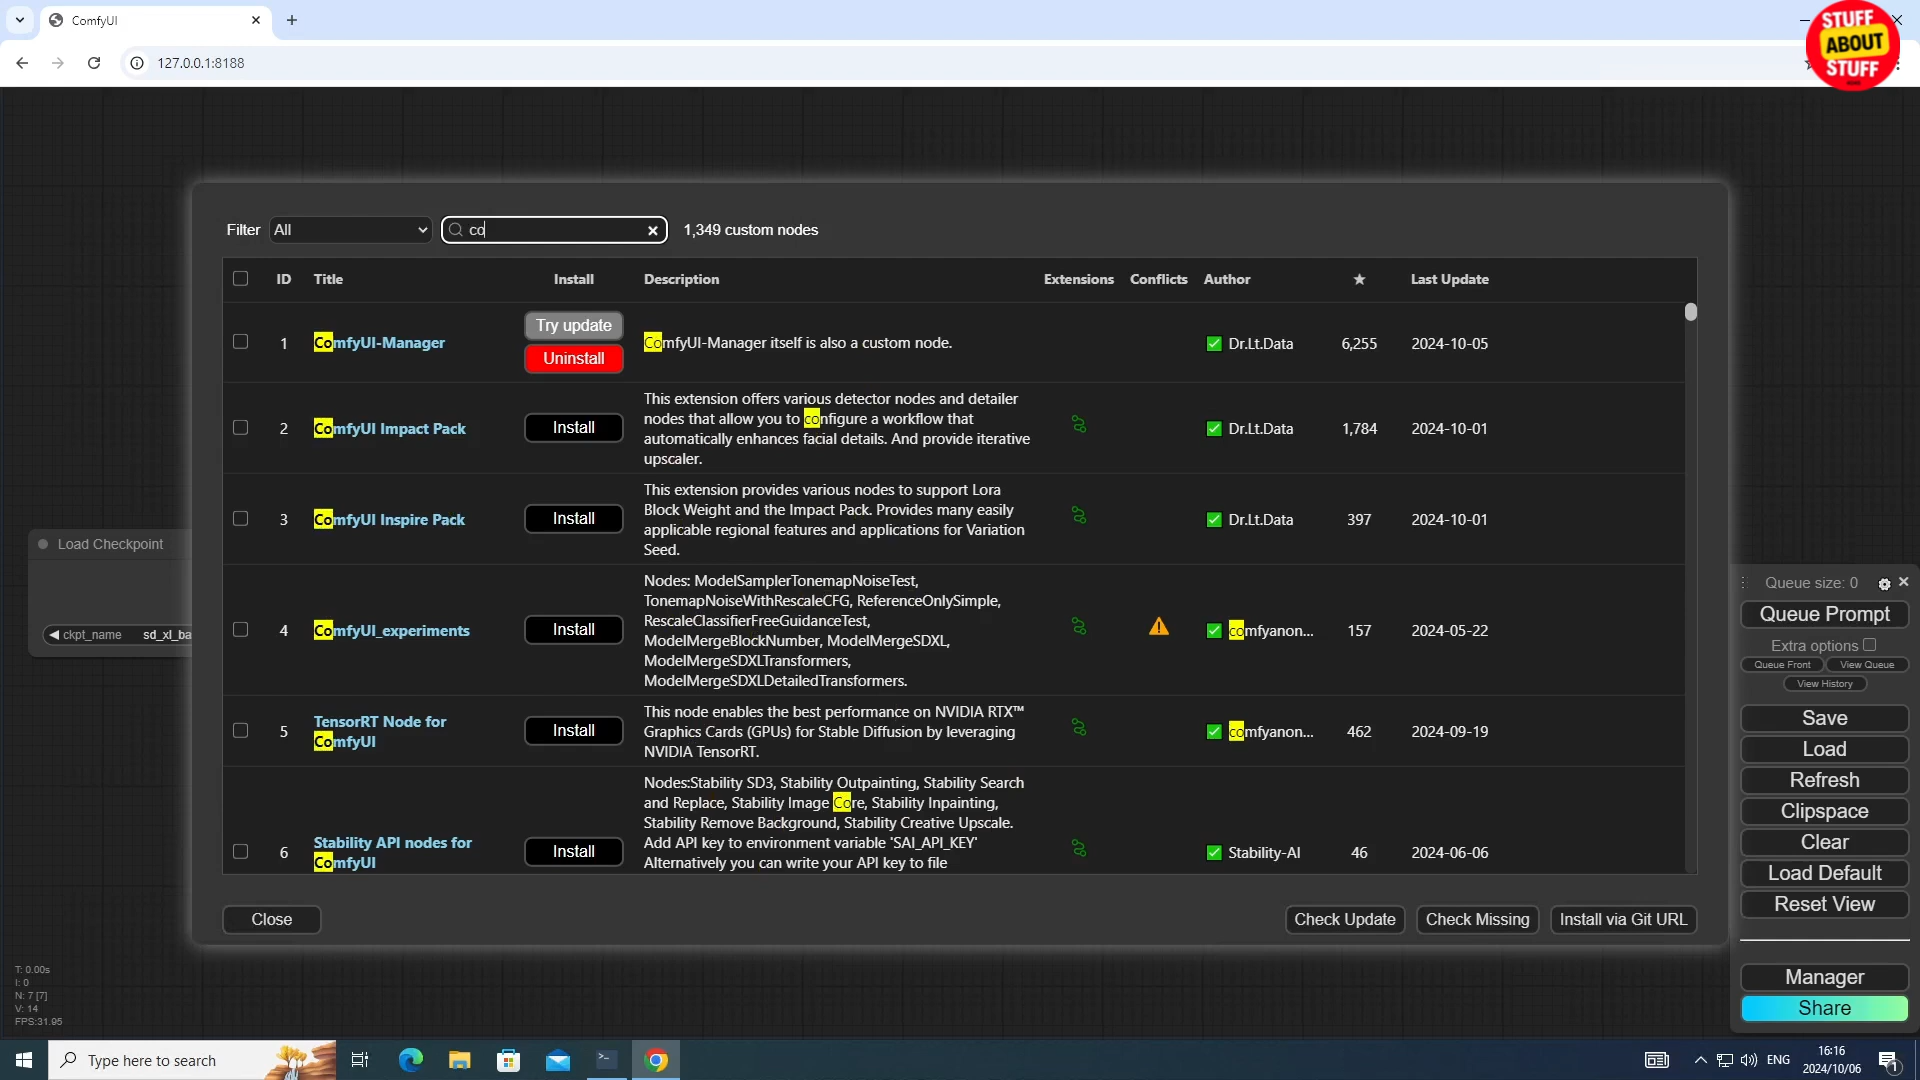 ComfyUI
127.0.0.1:8188
STUFF
ABOUT
STUFF
Filter All co 1,349 custom nodes
ID Title Install Description Extensions Conflicts Author ★ Last Update
1 ComfyUI-Manager Try update Uninstall ComfyUI-Manager itself is also a custom node. Dr.Lt.Data 6,255 2024-10-05
2 ComfyUI Impact Pack Install
This extension offers various detector nodes and detailer
nodes that allow you to configure a workflow that
automatically enhances facial details. And provide iterative
upscaler.
Dr.Lt.Data 1,784 2024-10-01
3 ComfyUI Inspire Pack Install
This extension provides various nodes to support Lora
Block Weight and the Impact Pack. Provides many easily
applicable regional features and applications for Variation
Seed.
Dr.Lt.Data 397 2024-10-01
4 ComfyUI_experiments Install
Nodes: ModelSamplerTonemapNoiseTest,
TonemapNoiseWithRescaleCFG, ReferenceOnlySimple,
RescaleClassifierFreeGuidanceTest,
ModelMergeBlockNumber, ModelMergeSDXL,
ModelMergeSDXLTransformers,
ModelMergeSDXLDetailedTransformers.
comfyanon... 157 2024-05-22
5 TensorRT Node for
ComfyUI
Install
This node enables the best performance on NVIDIA RTX™
Graphics Cards (GPUs) for Stable Diffusion by leveraging
NVIDIA TensorRT.
comfyanon... 462 2024-09-19
6 Stability API nodes for
ComfyUI
Install
Nodes:Stability SD3, Stability Outpainting, Stability Search
and Replace, Stability Image Core, Stability Inpainting,
Stability Remove Background, Stability Creative Upscale.
Add API key to environment variable 'SAI_API_KEY'
Alternatively you can write your API key to file
Stability-AI 46 2024-06-06
Close Check Update Check Missing Install via Git URL
Load Checkpoint
ckpt_name sd_xl_ba
Queue size: 0
Queue Prompt
Extra options
Queue Front View Queue
View History
Save
Load
Refresh
Clipspace
Clear
Load Default
Reset View
Manager
Share
T: 0.00s
I: 0
N: 7 [7]
V: 14
FPS:31.95
Type here to search
ENG
16:16
2024/10/06
1